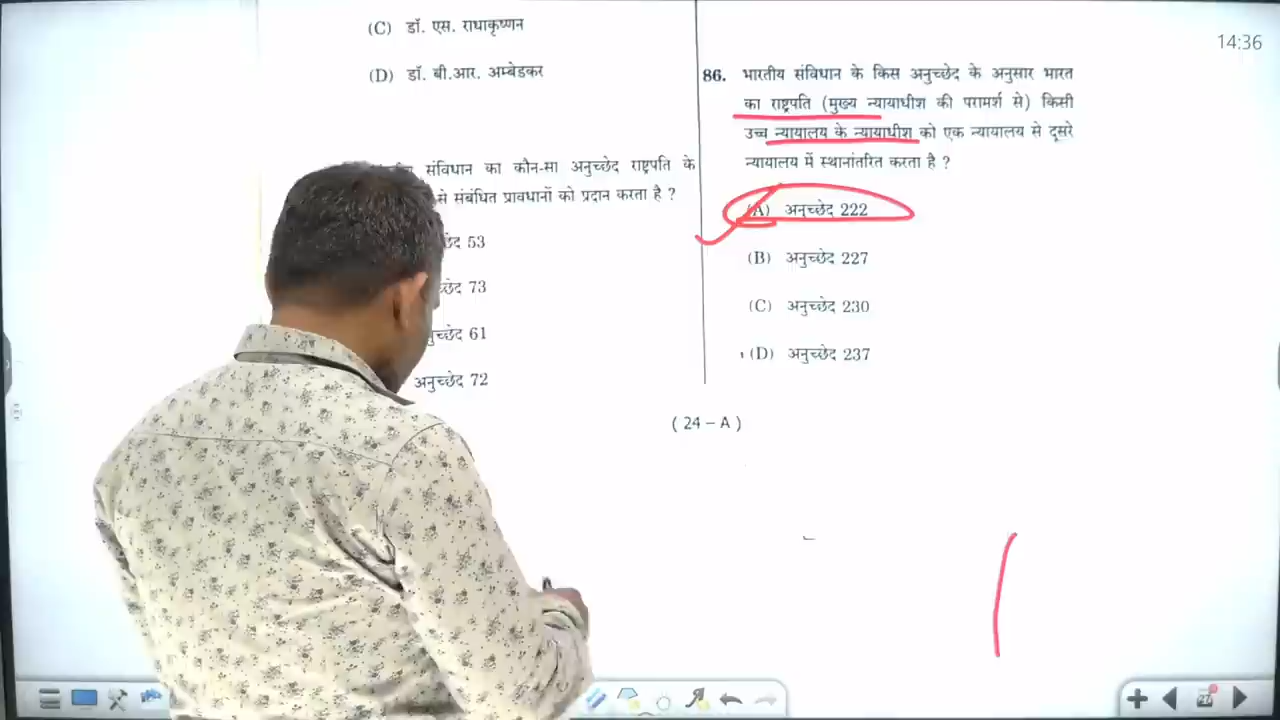 (C) डॉ. एस. राधाकृष्णन
(D) डॉ. बी.आर. अम्बेडकर
संविधान का कौन-सा अनुच्छेद राष्ट्रपति के
से संबंधित प्रावधानों को प्रदान करता है ?
53
73
61
अनुच्छेद 72
86. भारतीय संविधान के किस अनुच्छेद के अनुसार भारत
का राष्ट्रपति (मुख्य न्यायाधीश की परामर्श से) किसी
उच्च न्यायालय के न्यायाधीश को एक न्यायालय से दूसरे
न्यायालय में स्थानांतरित करता है ?
(A) अनुच्छेद 222
(B) अनुच्छेद 227
(C) अनुच्छेद 230
(D) अनुच्छेद 237
( 24 – A )
14:36